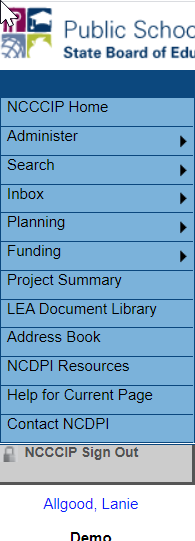 Public Schoo
State Board of Edu
NCCCIP Home
Administer
Search
Inbox
Planning
Funding
Project Summary
LEA Document Library
Address Book
NCDPI Resources
Help for Current Page
Contact NCDPI
NCCCIP Sign Out
Allgood, Lanie
Demo